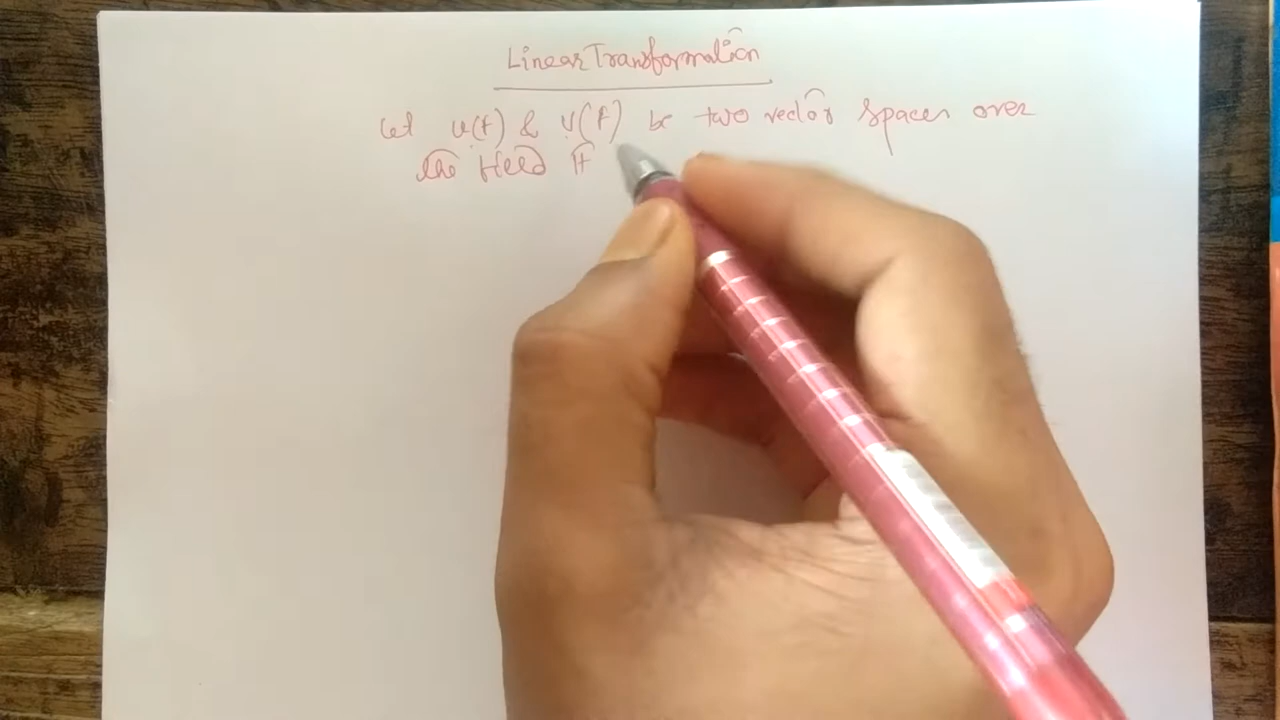 Linear Transformation
Let U(F) & V(F) be two vector spaces over
the field F